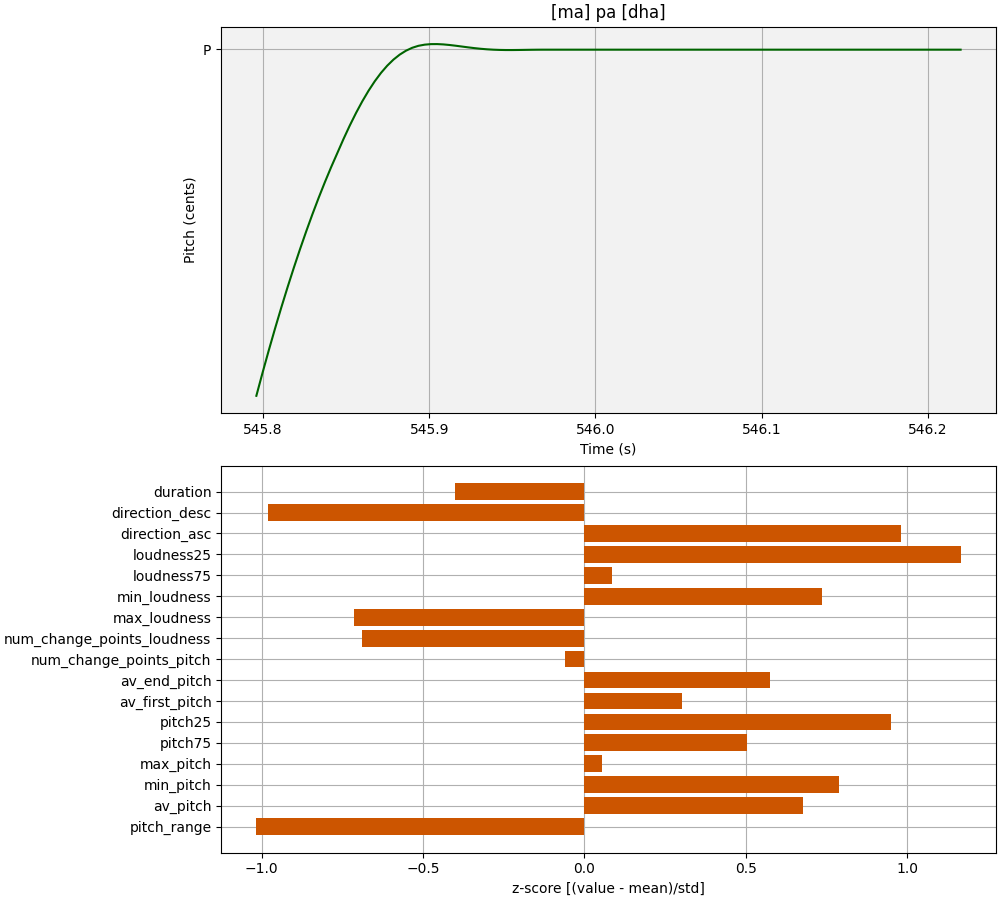 [ma] pa [dha]
P
Pitch (cents)
545.8 545.9 546.0 546.1 546.2
Time (s)
duration
direction_desc
direction_asc
loudness25
loudness75
min_loudness
max_loudness
num_change_points_loudness
num_change_points_pitch
av_end_pitch
av_first_pitch
pitch25
pitch75
max_pitch
min_pitch
av_pitch
pitch_range
−1.0 −0.5 0.0 0.5 1.0
z-score [(value - mean)/std]